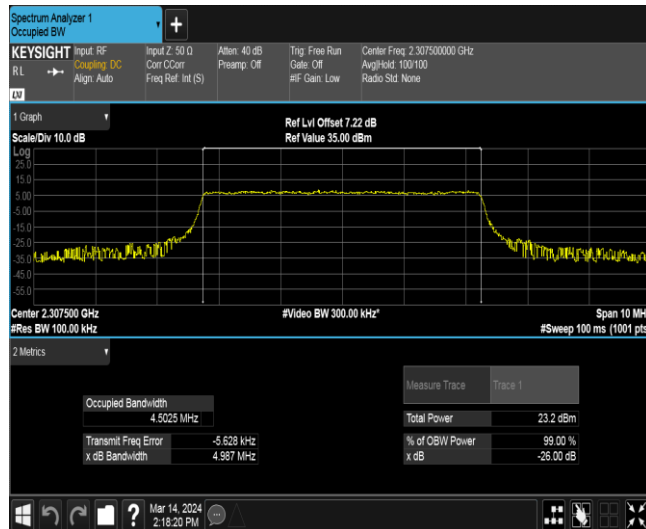 Spectrum Analyzer 1
Occupied BW
+
KEYSIGHT Input: RF Input Z: 50 Ω Atten: 40 dB Trig: Free Run Center Freq: 2.307500000 GHz
RL Coupling: DC Corr CCorr Preamp: Off Gate: Off Avg|Hold: 100/100
Align: Auto Freq Ref: Int (S) #IF Gain: Low Radio Std: None
LXI
1 Graph
Ref Lvl Offset 7.22 dB
Scale/Div 10.0 dB Ref Value 35.00 dBm
Log
25.0
15.0
5.00
-5.00
-15.0
-25.0
-35.0
-45.0
-55.0
Center 2.307500 GHz #Video BW 300.00 kHz* Span 10 MH
#Res BW 100.00 kHz #Sweep 100 ms (1001 pts
2 Metrics
Measure Trace Trace 1
Occupied Bandwidth
4.5025 MHz
Total Power 23.2 dBm
Transmit Freq Error -5.628 kHz % of OBW Power 99.00 %
x dB Bandwidth 4.987 MHz x dB -26.00 dB
? Mar 14, 2024
2:18:20 PM